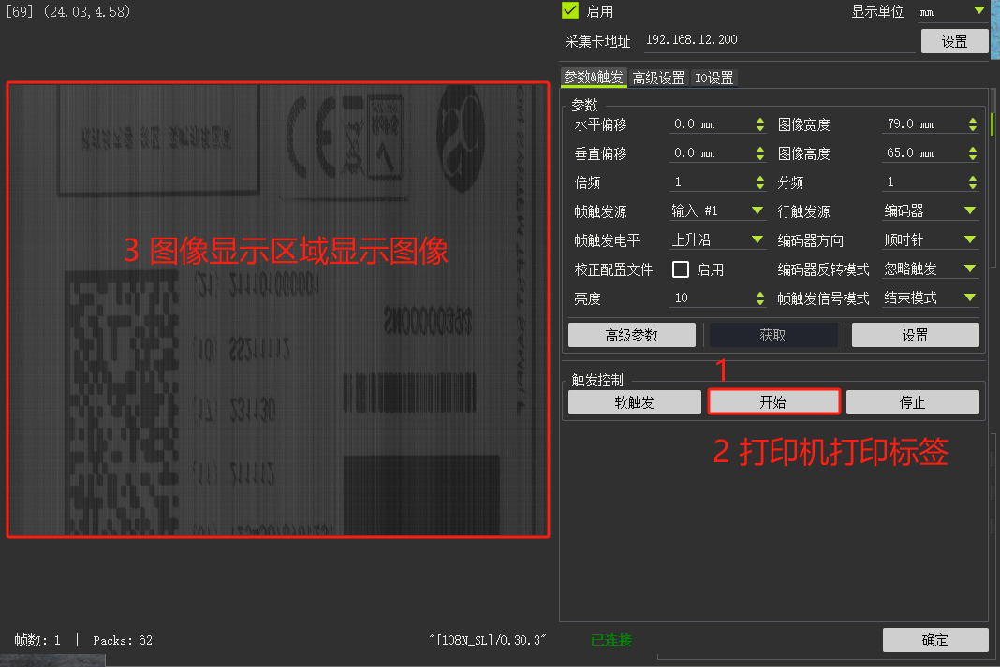 [69] (24.03,4.58)
启用
显示单位 mm
采集卡地址 192.168.12.200 设置
参数&触发 高级设置 IO设置
参数
水平偏移 0.0 mm 图像宽度 79.0 mm
垂直偏移 0.0 mm 图像高度 65.0 mm
倍频 1 分频 1
帧触发源 输入 #1 行触发源 编码器
帧触发电平 上升沿 编码器方向 顺时针
校正配置文件 启用 编码器反转模式 忽略触发
亮度 10 帧触发信号模式 结束模式
高级参数 获取 设置
1
触发控制
软触发 开始 停止
2 打印机打印标签
3 图像显示区域显示图像
CE
SN00000494
(10) SS211112
(17) 231130
(11) 211112
帧数: 1 | Packs: 62
"[108N_SL]/0.30.3"
已连接
确定